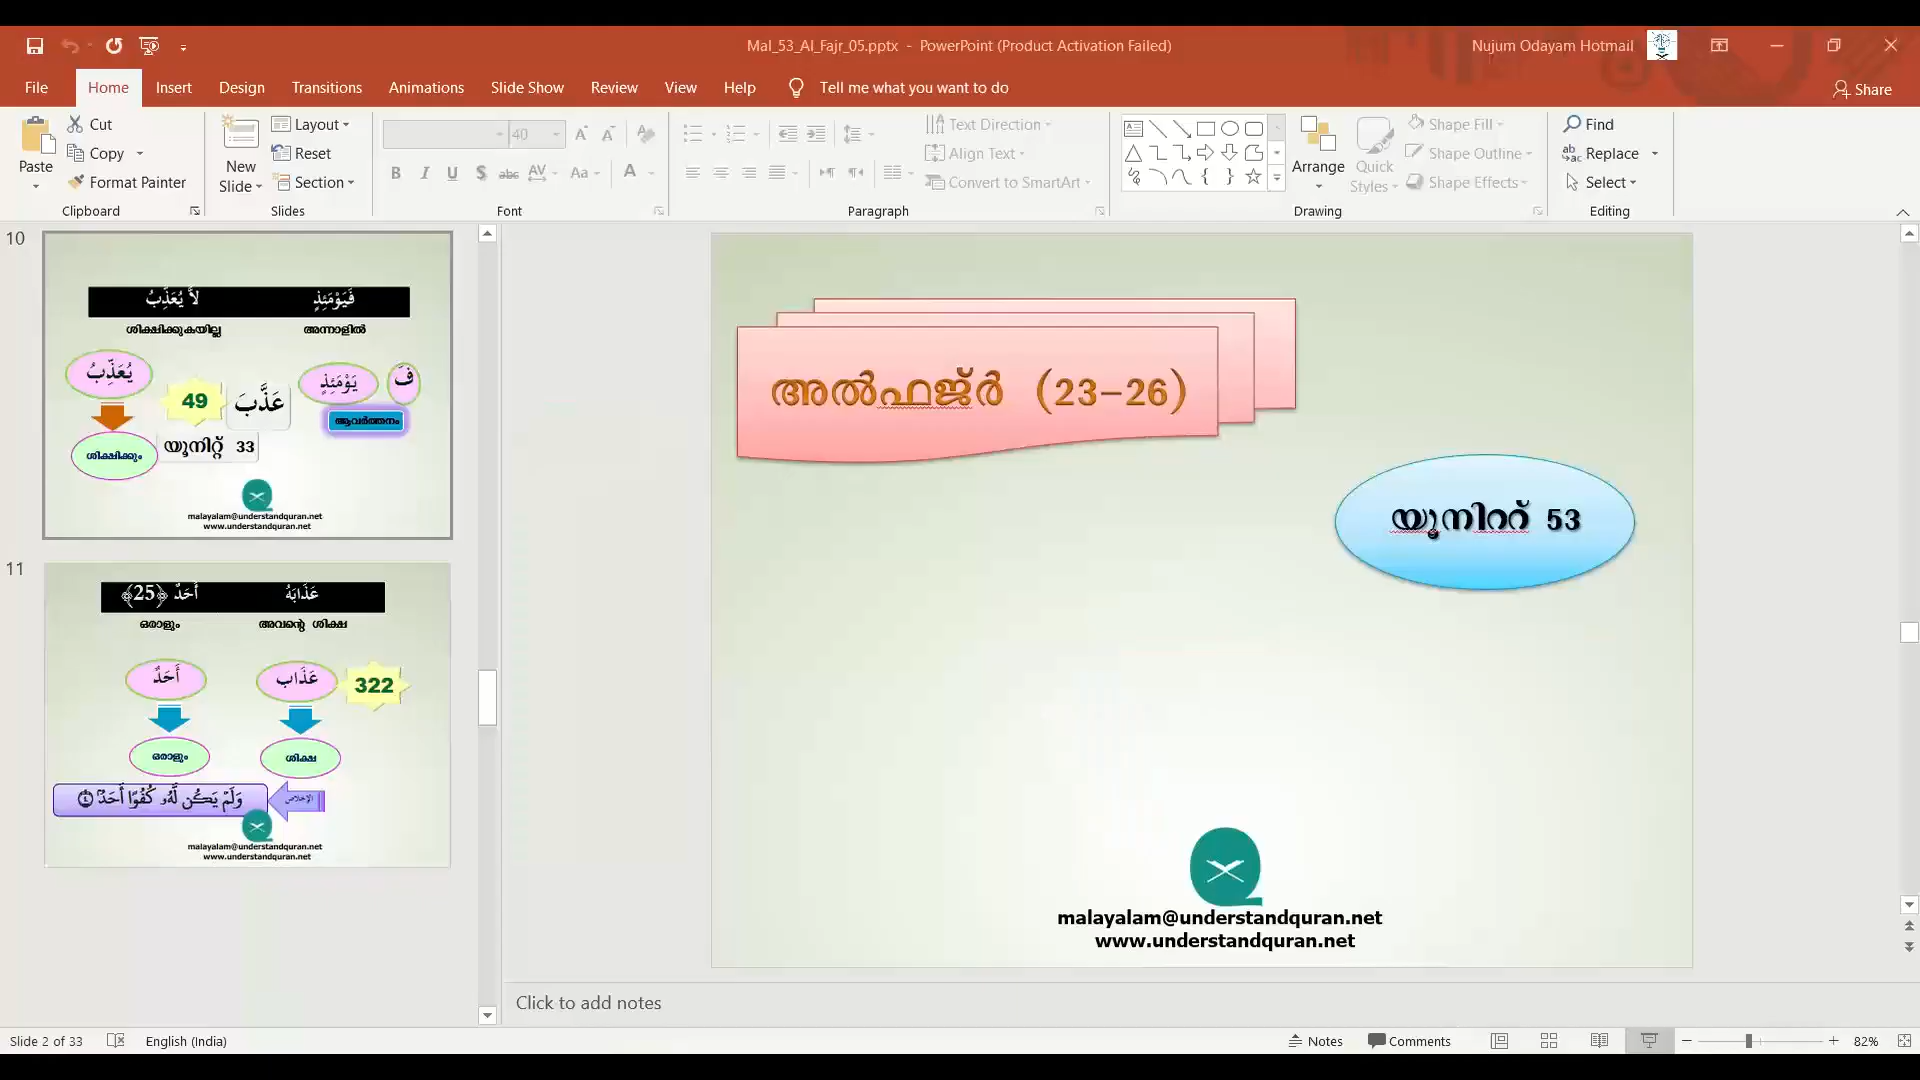 Mal_53_Al_Fajr_05.pptx - PowerPoint (Product Activation Failed)
Nujum Odayam Hotmail
File Home Insert Design Transitions Animations Slide Show Review View Help Tell me what you want to do
Share
Paste
Cut
Copy
Format Painter
Clipboard
New Slide
Layout
Reset
Section
Slides
40
Font
Text Direction
Align Text
Convert to SmartArt
Paragraph
Arrange
Quick Styles
Shape Fill
Shape Outline
Shape Effects
Drawing
Find
Replace
Select
Editing
10
فَيَوْمَئِذٍ لَا يُعَذِّبُ
ശിക്ഷിക്കുകയില്ല അന്നാളിൽ
يُعَذِّبُ
49
عَذَّبَ
يَوْمَئِذٍ
فَ
ആവർത്തനം
ശിക്ഷിക്കും
യൂനിറ്റ് 33
malayalam@understandquran.net
www.understandquran.net
11
عَذَابَهُ أَحَدٌ ﴿25﴾
ഒരാളും അവന്റെ ശിക്ഷ
أَحَدٌ
عَذَاب
322
ഒരാളും
ശിക്ഷ
وَلَمْ يَكُن لَّهُۥ كُفُوًا أَحَدٌۢ ٤
الإخلاص
malayalam@understandquran.net
www.understandquran.net
അൽഫജ്ർ (23-26)
യൂനിററ് 53
malayalam@understandquran.net
www.understandquran.net
Click to add notes
Slide 2 of 33
English (India)
Notes
Comments
82%